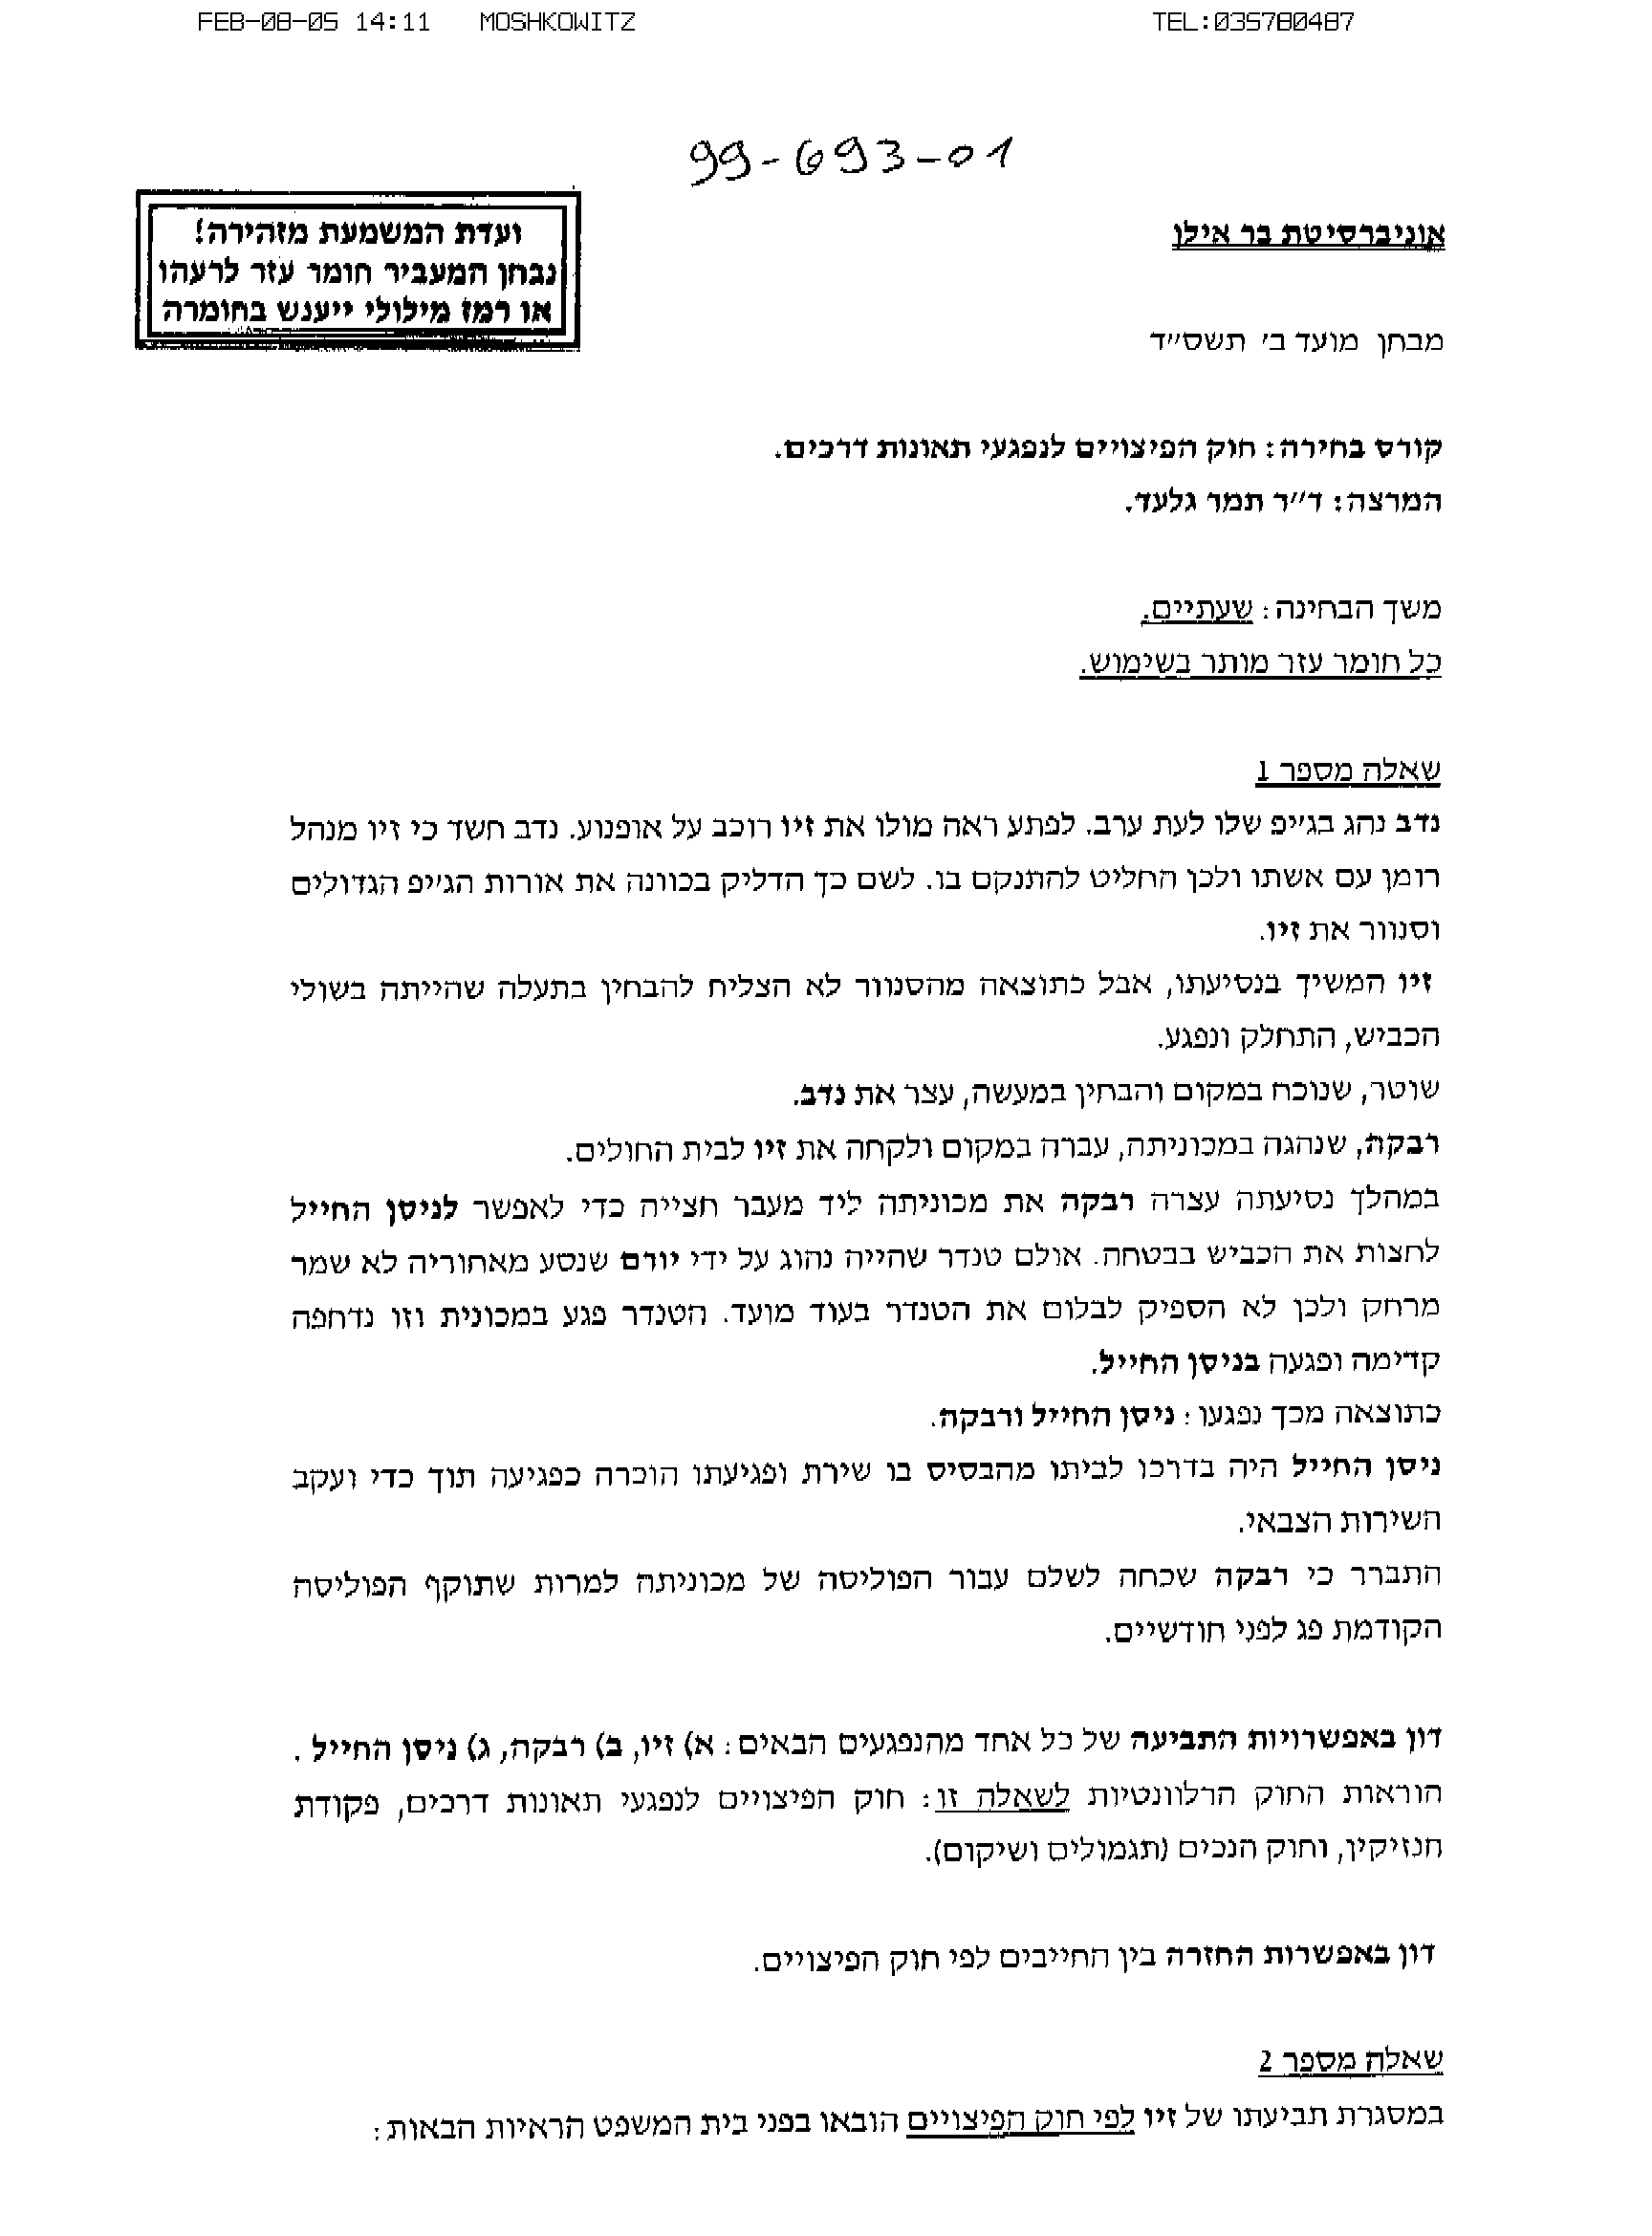 FEB-08-05 14:11 MOSHKOWITZ TEL:035780487
99-693-01
ועדת המשמעת מזהירה!
נבחן המעביר חומר עזר לרעהו
או רמז מילולי ייענש בחומרה
אוניברסיטת בר אילן
מבחן מועד ב׳ תשס״ד
קורס בחירה: חוק הפיצויים לנפגעי תאונות דרכים.
המרצה: ד״ר תמר גלעד.
משך הבחינה: שעתיים.
כל חומר עזר מותר בשימוש.
שאלה מספר 1
נדב נהג בג׳יפ שלו לעת ערב. לפתע ראה מולו את זיו רוכב על אופנוע. נדב חשד כי זיו מנהל
רומן עם אשתו ולכן החליט להתנקם בו. לשם כך הדליק בכוונה את אורות הג׳יפ הגדולים
וסנוור את זיו.
זיו המשיך בנסיעתו, אבל כתוצאה מהסנוור לא הצליח להבחין בתעלה שהייתה בשולי
הכביש, התחלק ונפגע.
שוטר, שנוכח במקום והבחין במעשה, עצר את נדב.
רבקה, שנהגה במכוניתה, עברה במקום ולקחה את זיו לבית החולים.
במהלך נסיעתה עצרה רבקה את מכוניתה ליד מעבר חצייה כדי לאפשר לניסן החייל
לחצות את הכביש בבטחה. אולם טנדר שהייה נהוג על ידי יורם שנסע מאחוריה לא שמר
מרחק ולכן לא הספיק לבלום את הטנדר בעוד מועד. הטנדר פגע במכונית וזו נדחפה
קדימה ופגעה בניסן החייל.
כתוצאה מכך נפגעו: ניסן החייל ורבקה.
ניסן החייל היה בדרכו לביתו מהבסיס בו שירת ופגיעתו הוכרה כפגיעה תוך כדי ועקב
השירות הצבאי.
התברר כי רבקה שכחה לשלם עבור הפוליסה של מכוניתה למרות שתוקף הפוליסה
הקודמת פג לפני חודשיים.
דון באפשרויות התביעה של כל אחד מהנפגעים הבאים: א) זיו, ב) רבקה, ג) ניסן החייל .
הוראות החוק הרלוונטיות לשאלה זו: חוק הפיצויים לנפגעי תאונות דרכים, פקודת
הנזיקין, וחוק הנכים (תגמולים ושיקום).
דון באפשרות החזרה בין החייבים לפי חוק הפיצויים.
שאלה מספר 2
במסגרת תביעתו של זיו לפי חוק הפיצויים הובאו בפני בית המשפט הראיות הבאות: